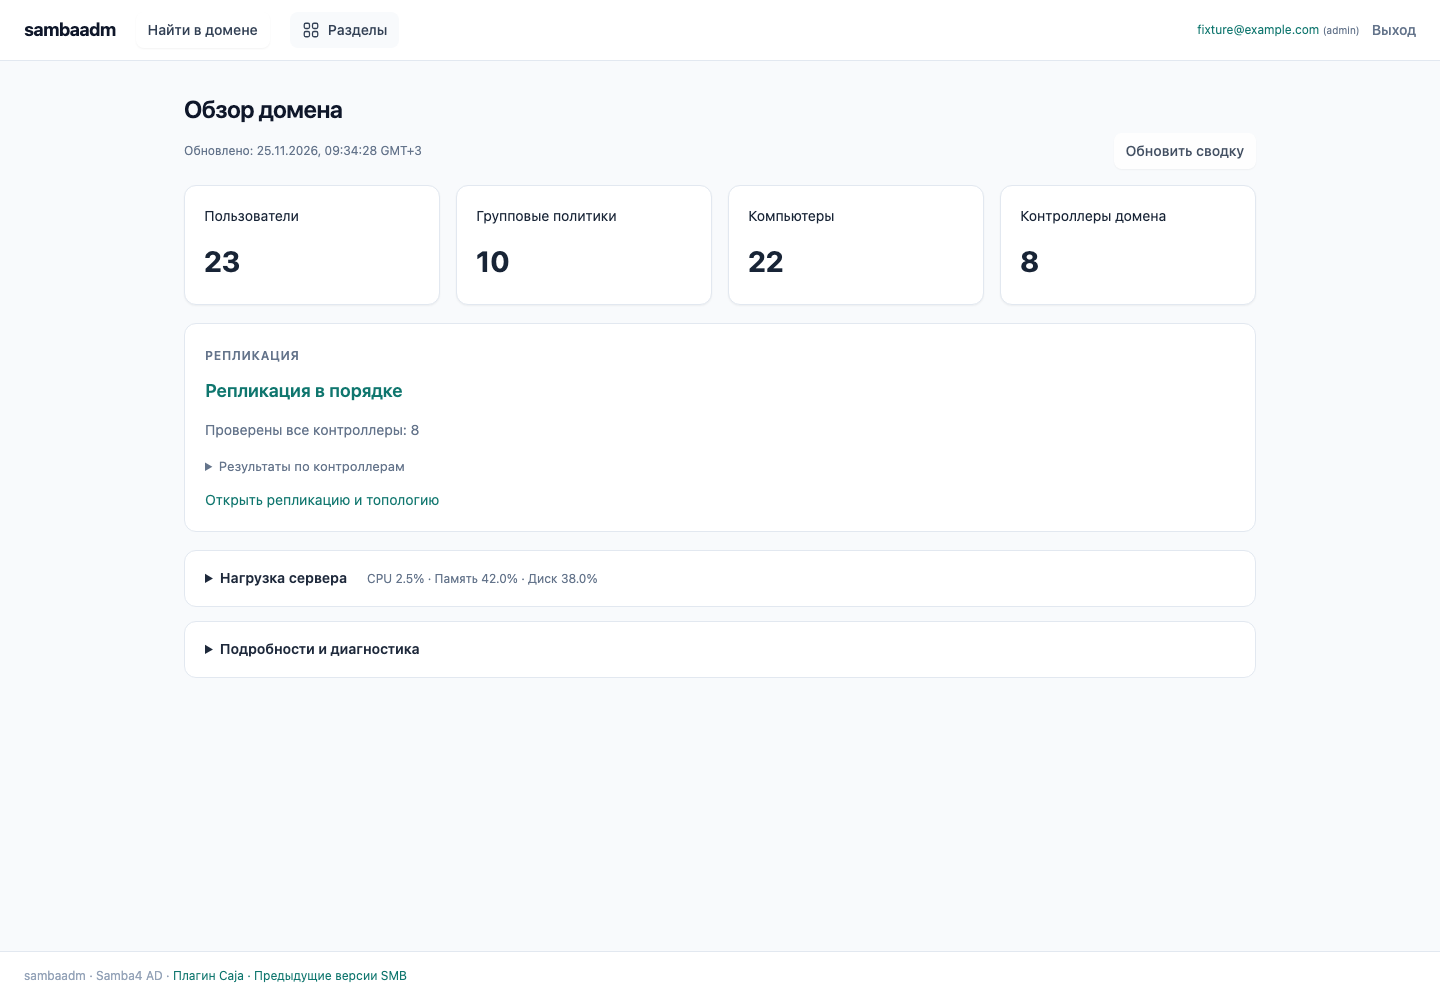 sambaadm
Найти в домене
Разделы
fixture@example.com (admin)
Выход
Обзор домена
Обновлено: 25.11.2026, 09:34:28 GMT+3
Обновить сводку
Пользователи
23
Групповые политики
10
Компьютеры
22
Контроллеры домена
8
РЕПЛИКАЦИЯ
Репликация в порядке
Проверены все контроллеры: 8
Результаты по контроллерам
Открыть репликацию и топологию
Нагрузка сервера CPU 2.5% · Память 42.0% · Диск 38.0%
Подробности и диагностика
sambaadm · Samba4 AD · Плагин Caja · Предыдущие версии SMB